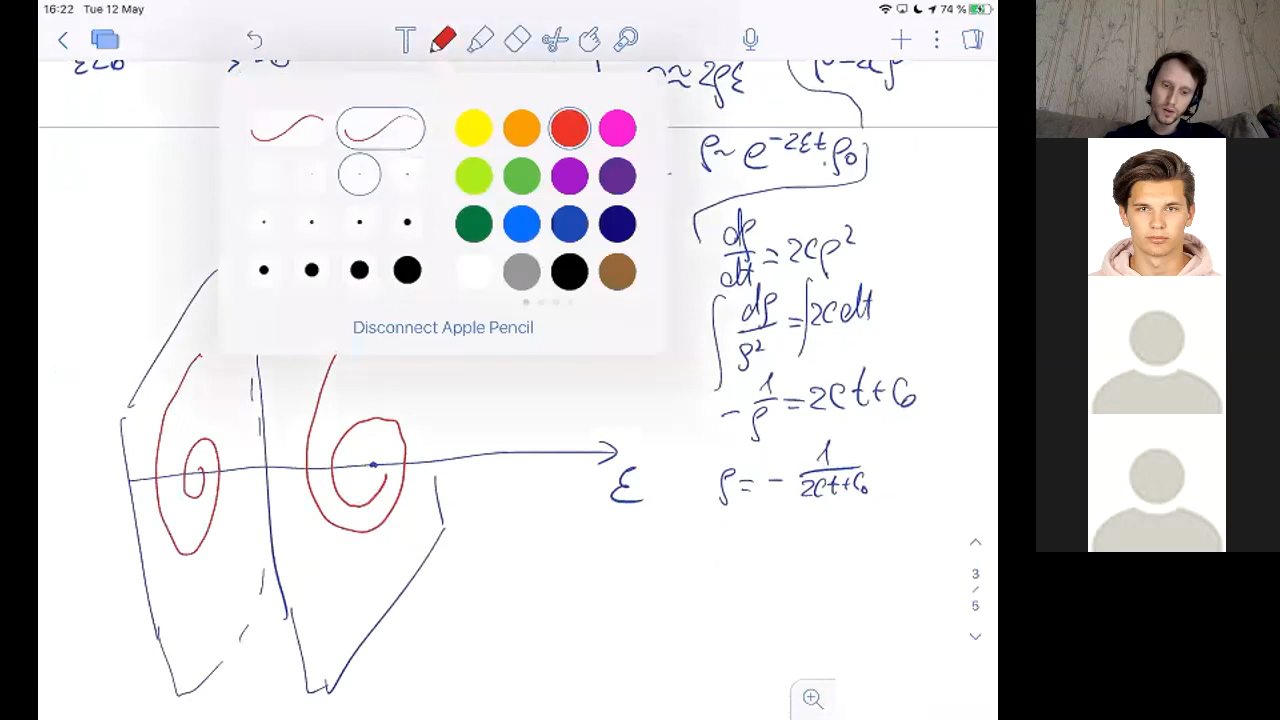 16:22 Tue 12 May
74 %
T
ε<0
≈ 2ρε
ρ ~ e^{-2εt}·ρ₀
dρ/dt = 2Cρ²
∫ dρ/ρ² = ∫ 2C dt
- 1/ρ = 2Ct + C₀
ρ = - 1/(2Ct + C₀)
Disconnect Apple Pencil
ε
3
/
5